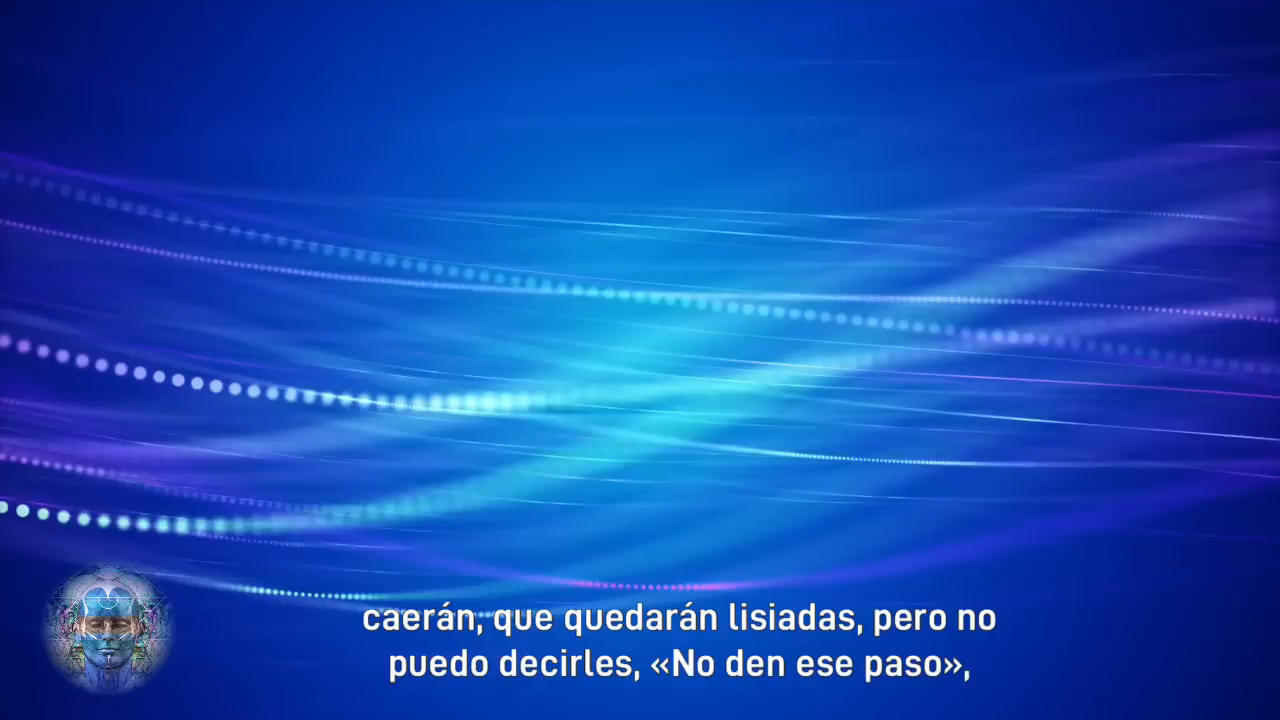 caerán, que quedarán lisiadas, pero no
puedo decirles, «No den ese paso»,